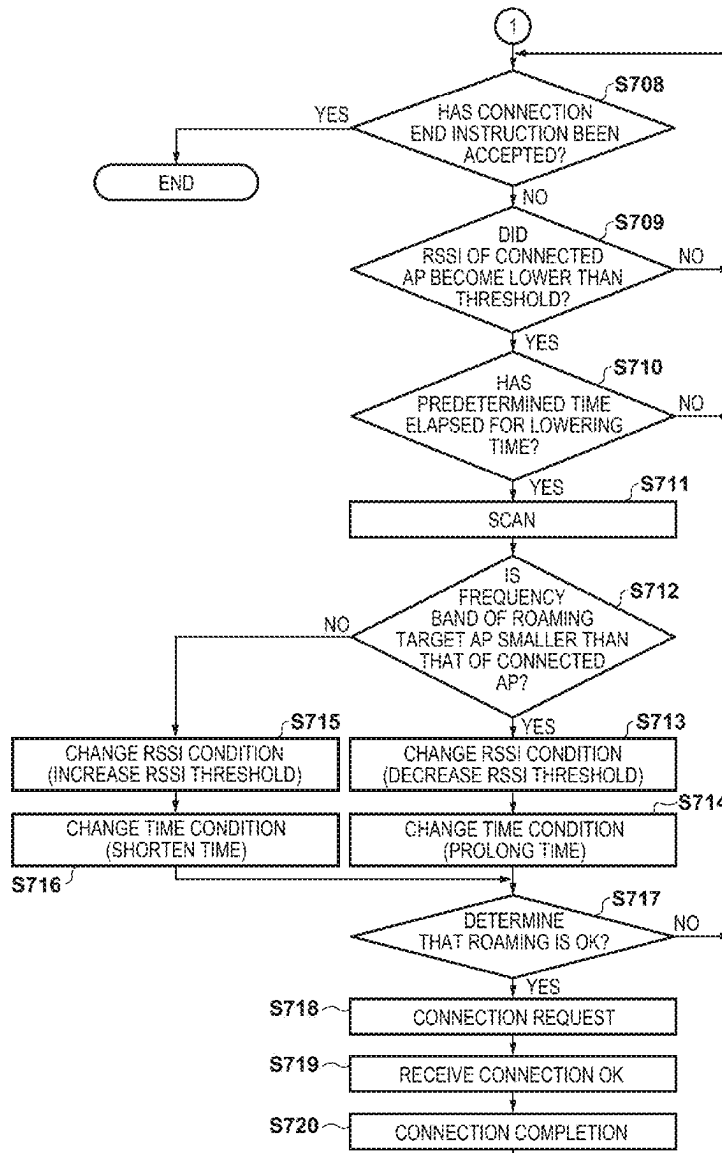 1
S708
YES
HAS CONNECTION
END INSTRUCTION BEEN
ACCEPTED?
END
NO
S709
DID
RSSI OF CONNECTED
AP BECOME LOWER THAN
THRESHOLD?
NO
YES
S710
HAS
PREDETERMINED TIME
ELAPSED FOR LOWERING
TIME?
NO
YES
S711
SCAN
S712
IS
FREQUENCY
BAND OF ROAMING
TARGET AP SMALLER THAN
THAT OF CONNECTED
AP?
NO
YES
S715
CHANGE RSSI CONDITION
(INCREASE RSSI THRESHOLD)
S713
CHANGE RSSI CONDITION
(DECREASE RSSI THRESHOLD)
CHANGE TIME CONDITION
(SHORTEN TIME)
S716
S714
CHANGE TIME CONDITION
(PROLONG TIME)
S717
DETERMINE
THAT ROAMING IS OK?
NO
YES
S718
CONNECTION REQUEST
S719
RECEIVE CONNECTION OK
S720
CONNECTION COMPLETION